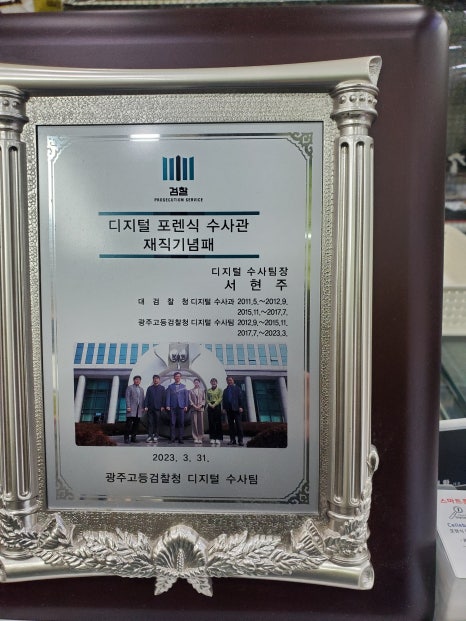 검찰
PROSECUTION SERVICE
디지털 포렌식 수사관
재직기념패
디지털 수사팀장
서 현 주
대 검 찰 청 디지털 수사과 2011.5.~2012.9.
2015.11.~2017.7.
광주고등검찰청 디지털 수사팀 2012.9.~2015.11.
2017.7.~2023.3.
2023. 3. 31.
광주고등검찰청 디지털 수사팀